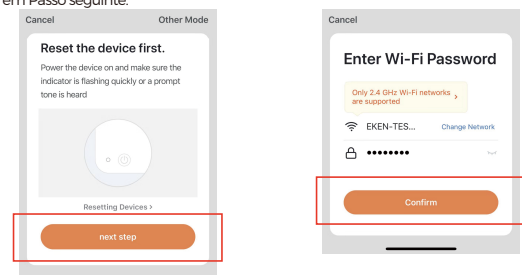 em Passo seguinte.
Cancel
Other Mode
Reset the device first.
Power the device on and make sure the
indicator is flashing quickly or a prompt
tone is heard
Resetting Devices >
next step
Cancel
Enter Wi-Fi Password
Only 2.4 GHz Wi-Fi networks >
are supported
EKEN-TES...
Change Network
••••••••
Confirm